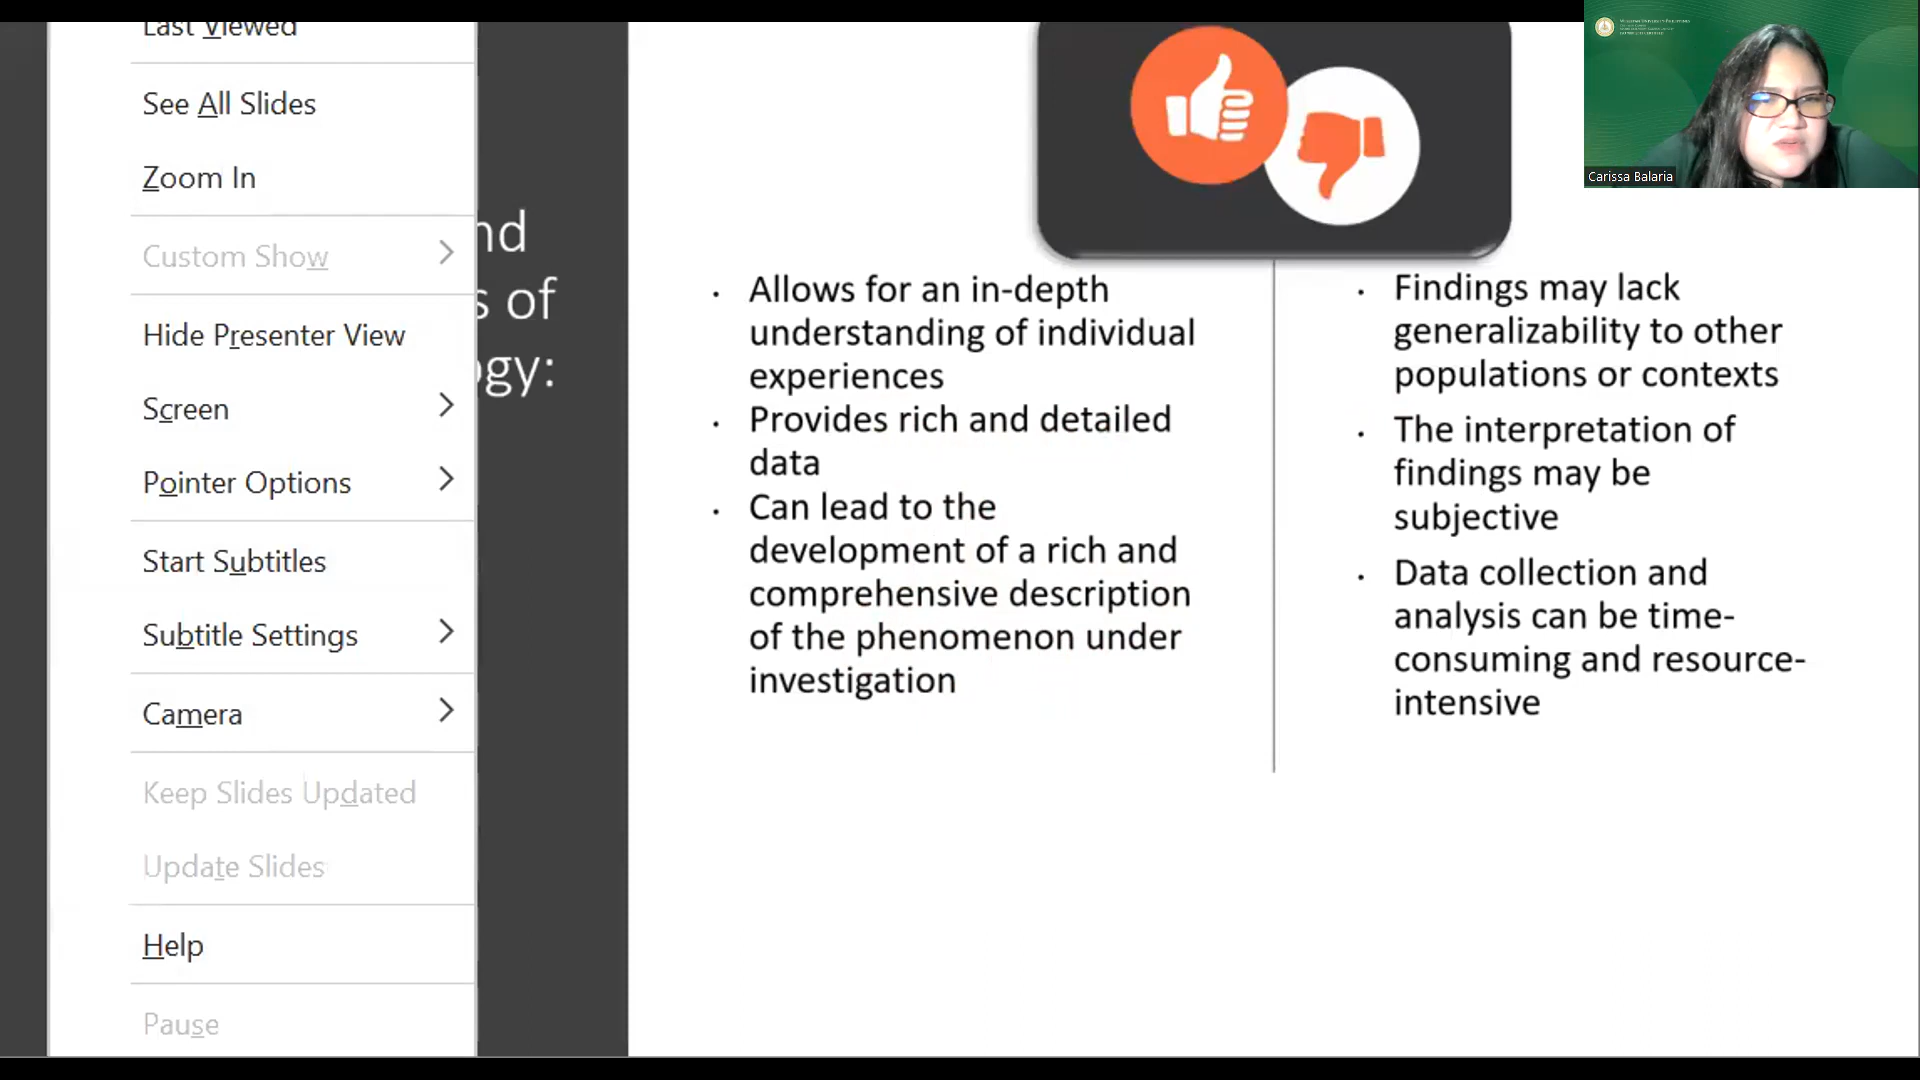 Last Viewed
See All Slides
Zoom In
Custom Show
Hide Presenter View
Screen
Pointer Options
Start Subtitles
Subtitle Settings
Camera
Keep Slides Updated
Update Slides
Help
Pause
nd
s of
ogy:
· Allows for an in-depth
understanding of individual
experiences
· Provides rich and detailed
data
· Can lead to the
development of a rich and
comprehensive description
of the phenomenon under
investigation
· Findings may lack
generalizability to other
populations or contexts
· The interpretation of
findings may be
subjective
· Data collection and
analysis can be time-
consuming and resource-
intensive
Carissa Balaria